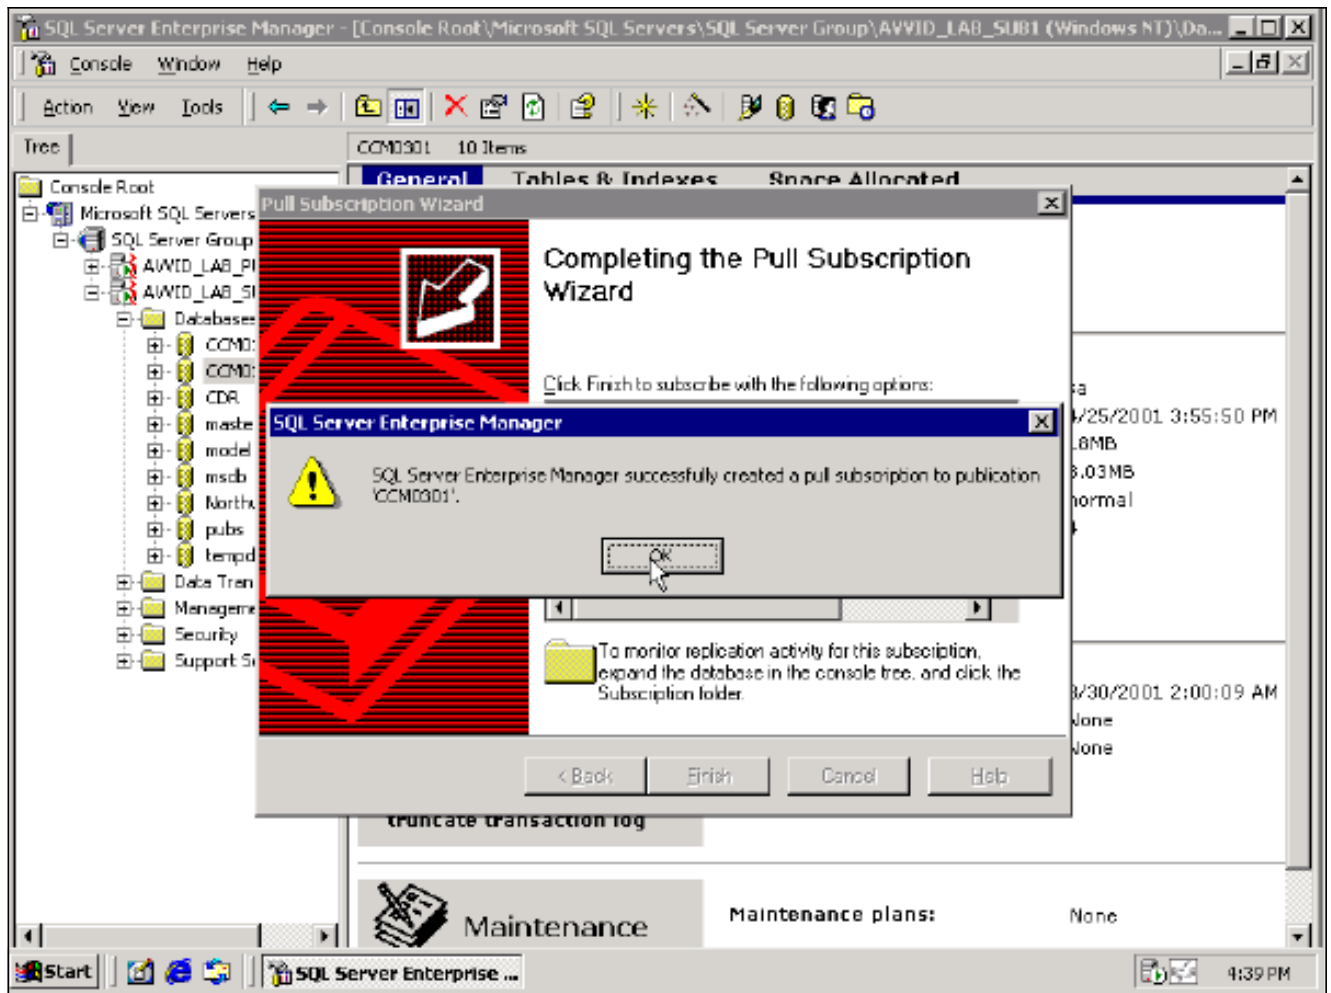 SQL Server Enterprise Manager - [Console Root\Microsoft SQL Servers\SQL Server Group\AVVID_LAB_SUB1 (Windows NT)\Da...
Console Window Help
Action View Tools
Tree
CCM0301 10 Items
General Tables & Indexes Space Allocated
Console Root
Microsoft SQL Servers
SQL Server Group
AVVID_LAB_P
AVVID_LAB_S
Databases
CCM0
CCM0
CDR
maste
model
msdb
North
pubs
tempd
Data Tran
Manageme
Security
Support S
Pull Subscription Wizard
Completing the Pull Subscription
Wizard
Click Finish to subscribe with the following options:
SQL Server Enterprise Manager
SQL Server Enterprise Manager successfully created a pull subscription to publication
'CCM0301'.
OK
To monitor replication activity for this subscription,
expand the database in the console tree, and click the
Subscription folder.
< Back Finish Cancel Help
sa
/25/2001 3:55:50 PM
.8MB
.03MB
normal
/30/2001 2:00:09 AM
None
None
truncate transaction log
Maintenance
Maintenance plans: None
Start
SQL Server Enterprise ...
4:39 PM